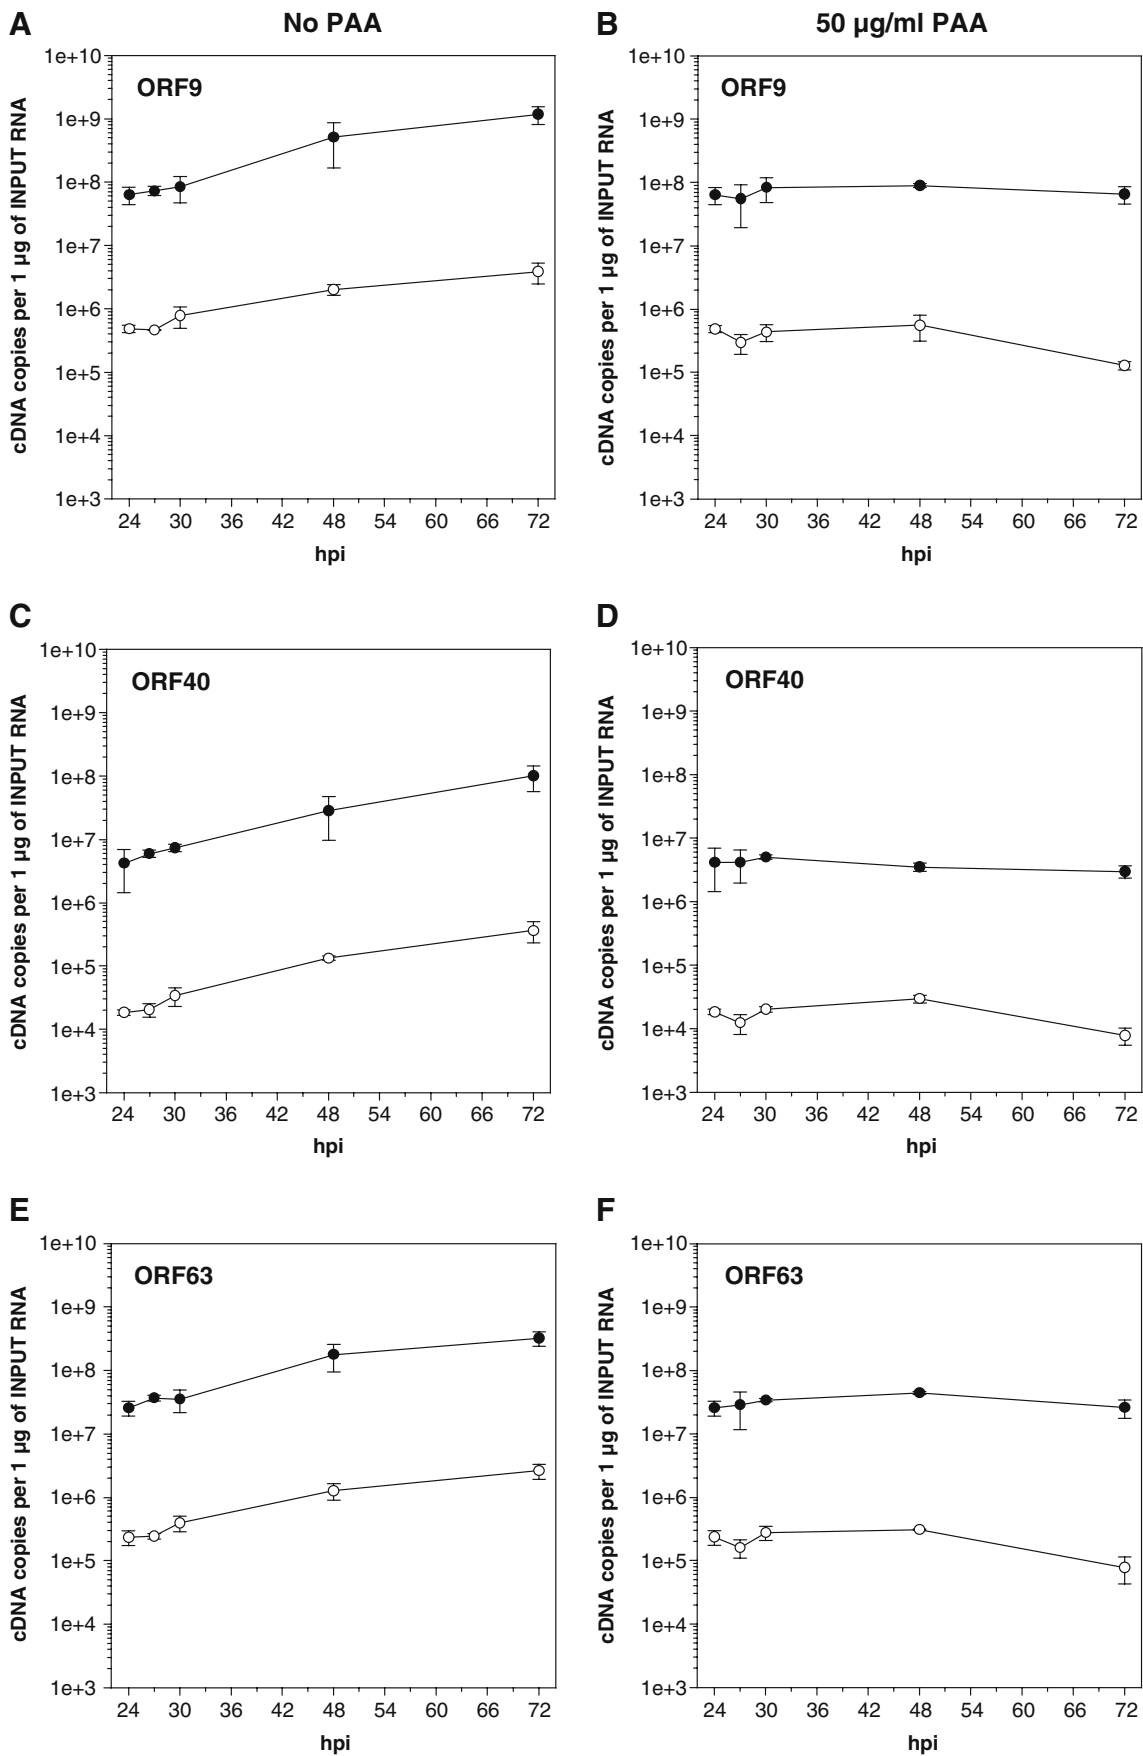 A No PAA
1e+10
ORF9
1e+9
1e+8
1e+7
1e+6
1e+5
1e+4
1e+3
cDNA copies per 1 µg of INPUT RNA
24 30 36 42 48 54 60 66 72
hpi
B 50 µg/ml PAA
1e+10
ORF9
1e+9
1e+8
1e+7
1e+6
1e+5
1e+4
1e+3
cDNA copies per 1 µg of INPUT RNA
24 30 36 42 48 54 60 66 72
hpi
C
1e+10
ORF40
1e+9
1e+8
1e+7
1e+6
1e+5
1e+4
1e+3
cDNA copies per 1 µg of INPUT RNA
24 30 36 42 48 54 60 66 72
hpi
D
1e+10
ORF40
1e+9
1e+8
1e+7
1e+6
1e+5
1e+4
1e+3
cDNA copies per 1 µg of INPUT RNA
24 30 36 42 48 54 60 66 72
hpi
E
1e+10
ORF63
1e+9
1e+8
1e+7
1e+6
1e+5
1e+4
1e+3
cDNA copies per 1 µg of INPUT RNA
24 30 36 42 48 54 60 66 72
hpi
F
1e+10
ORF63
1e+9
1e+8
1e+7
1e+6
1e+5
1e+4
1e+3
cDNA copies per 1 µg of INPUT RNA
24 30 36 42 48 54 60 66 72
hpi